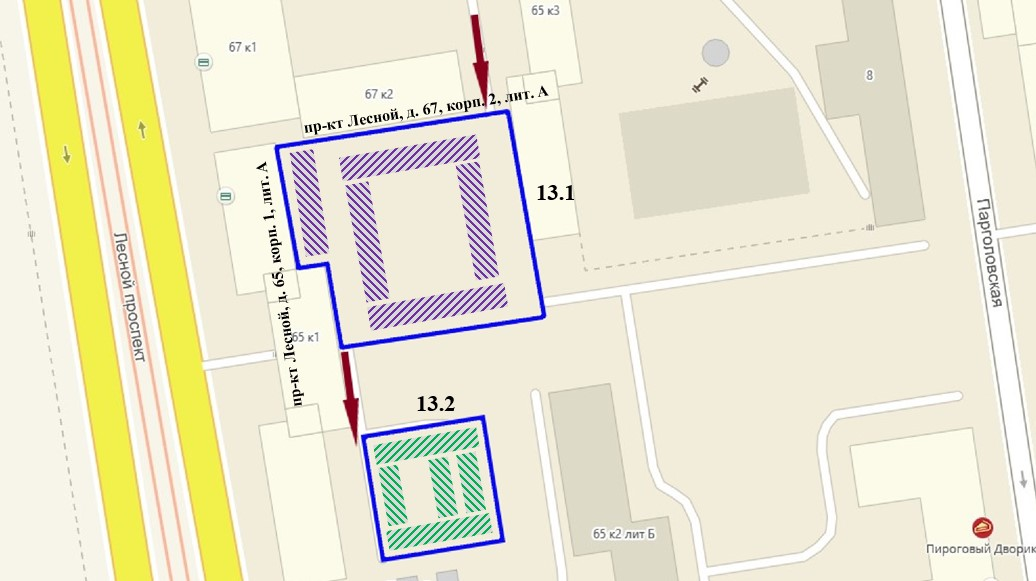 65 к3
67 к1
8
67 к2
пр-кт Лесной, д. 67, корп. 2, лит. А
13.1
пр-кт Лесной, д. 65, корп. 1, лит. А
Парголовская
Лесной проспект
65 к1
13.2
65 к2 лит Б
Пироговый Дворик